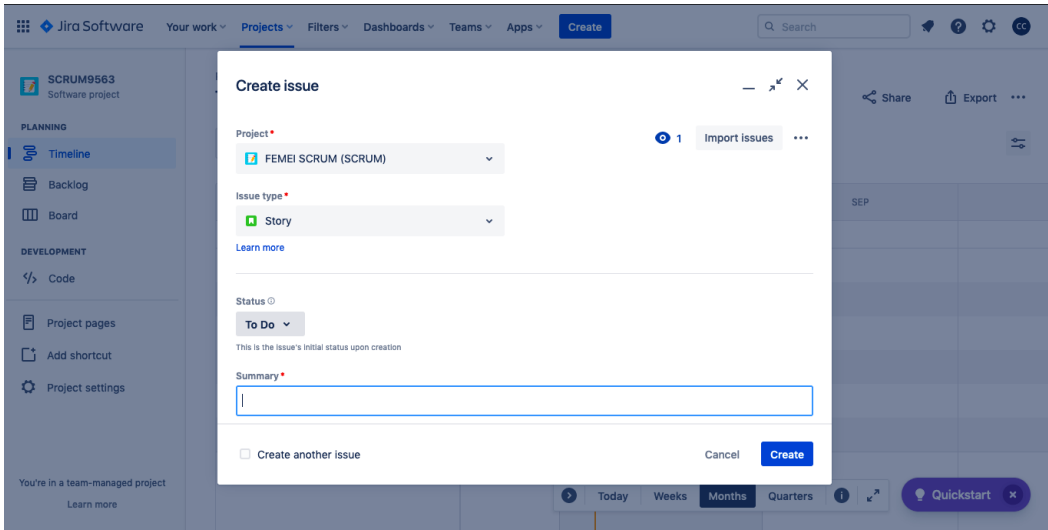 Jira Software Your work Projects Filters Dashboards Teams Apps Create Search CC
SCRUM9563
Software project
PLANNING
Timeline
Backlog
Board
DEVELOPMENT
Code
Project pages
Add shortcut
Project settings
You're in a team-managed project
Learn more
Share Export
SEP
Create issue
Project*
1 Import issues
FEMEI SCRUM (SCRUM)
Issue type*
Story
Learn more
Status
To Do
This is the issue's initial status upon creation
Summary*
Create another issue Cancel Create
Today Weeks Months Quarters
Quickstart